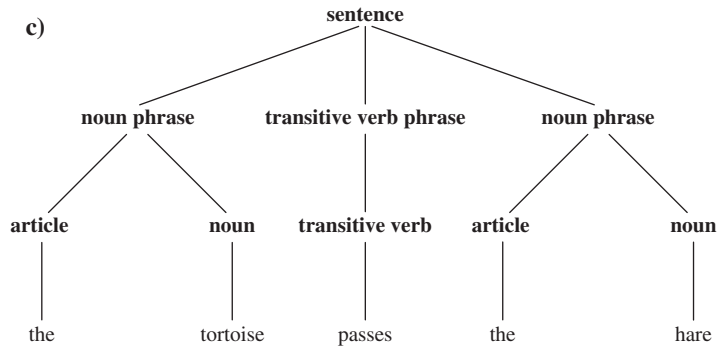 c)
sentence
noun phrase transitive verb phrase noun phrase
article noun transitive verb article noun
the tortoise passes the hare